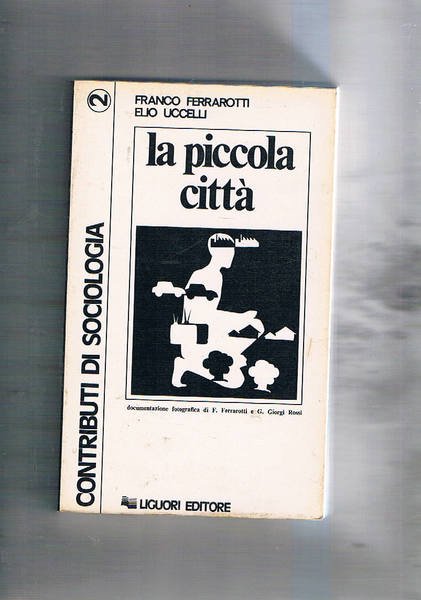 2
CONTRIBUTI DI SOCIOLOGIA
FRANCO FERRAROTTI
ELIO UCCELLI
la piccola
città
documentazione fotografica di F. Ferrarotti e G. Giorgi Rossi
LIGUORI EDITORE